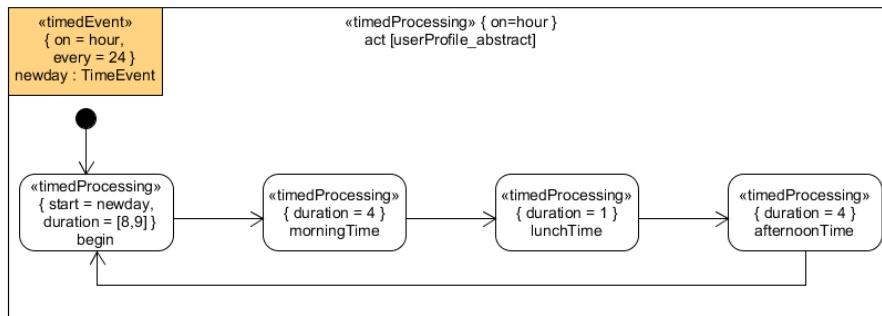 «timedEvent»
{ on = hour,
every = 24 }
newday : TimeEvent
«timedProcessing» { on=hour }
act [userProfile_abstract]
«timedProcessing»
{ start = newday,
duration = [8,9] }
begin
«timedProcessing»
{ duration = 4 }
morningTime
«timedProcessing»
{ duration = 1 }
lunchTime
«timedProcessing»
{ duration = 4 }
afternoonTime